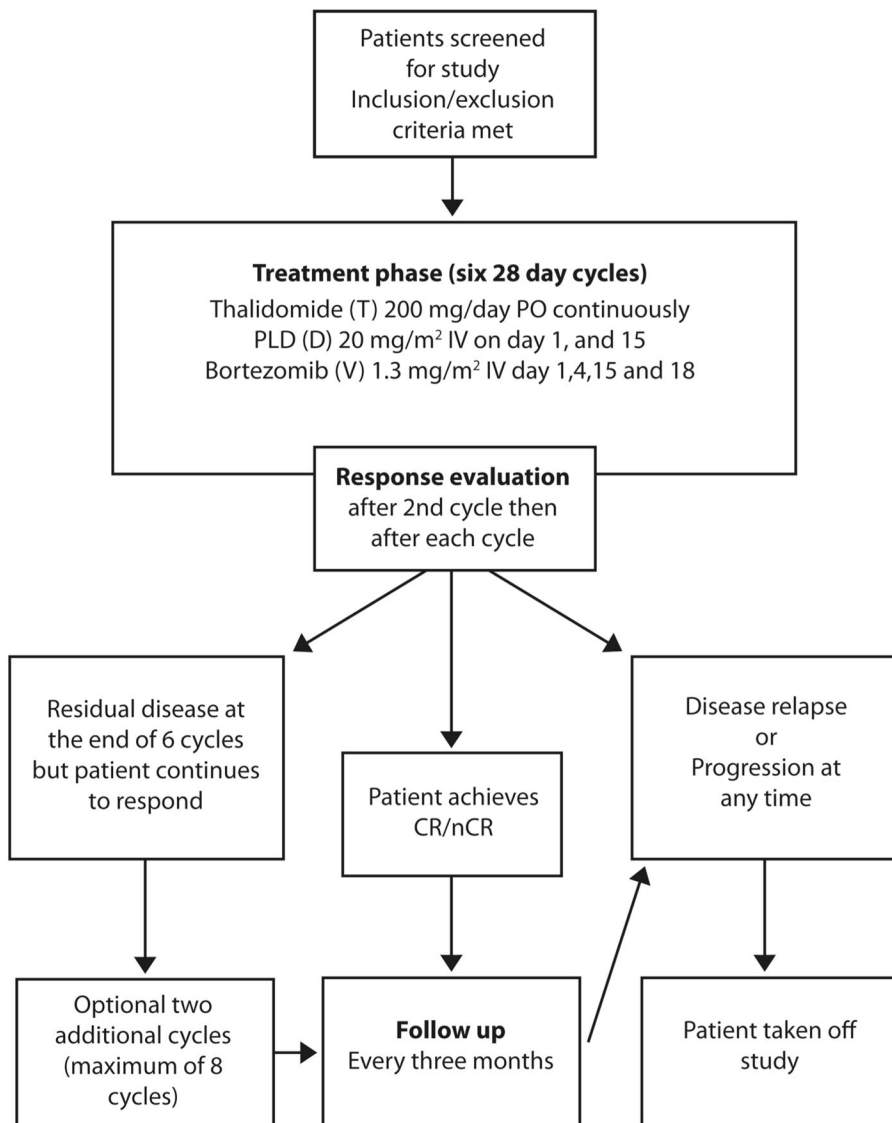 Patients screened
for study
Inclusion/exclusion
criteria met
Treatment phase (six 28 day cycles)
Thalidomide (T) 200 mg/day PO continuously
PLD (D) 20 mg/m² IV on day 1, and 15
Bortezomib (V) 1.3 mg/m² IV day 1,4,15 and 18
Response evaluation
after 2nd cycle then
after each cycle
Residual disease at
the end of 6 cycles
but patient continues
to respond
Patient achieves
CR/nCR
Disease relapse
or
Progression at
any time
Optional two
additional cycles
(maximum of 8
cycles)
Follow up
Every three months
Patient taken off
study